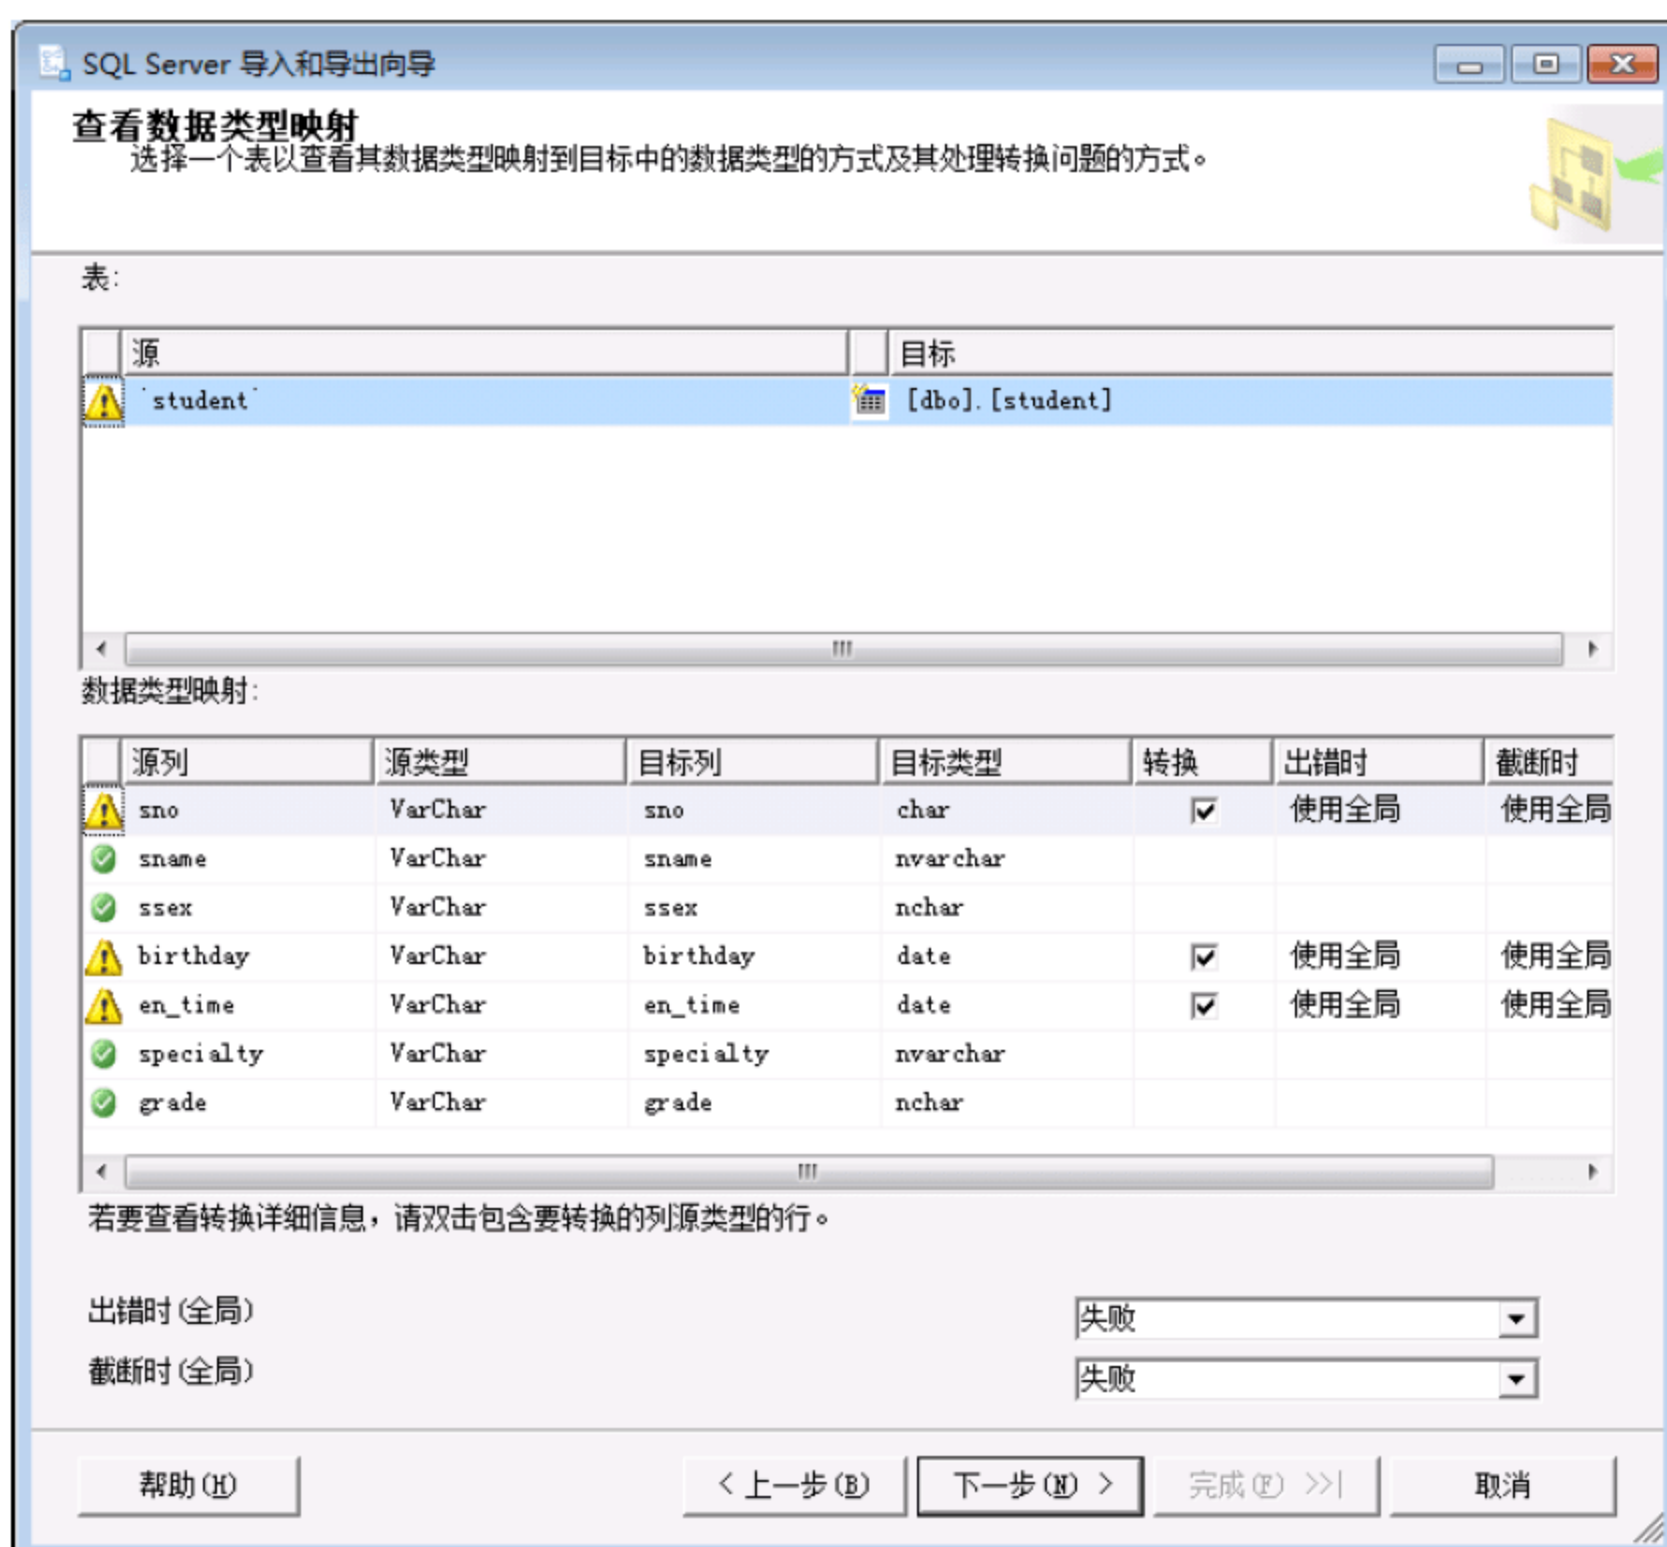 SQL Server 导入和导出向导
查看数据类型映射
选择一个表以查看其数据类型映射到目标中的数据类型的方式及其处理转换问题的方式。
表:
源 目标
`student` [dbo].[student]
数据类型映射:
源列 源类型 目标列 目标类型 转换 出错时 截断时
sno VarChar sno char 使用全局 使用全局
sname VarChar sname nvarchar
ssex VarChar ssex nchar
birthday VarChar birthday date 使用全局 使用全局
en_time VarChar en_time date 使用全局 使用全局
specialty VarChar specialty nvarchar
grade VarChar grade nchar
若要查看转换详细信息，请双击包含要转换的列源类型的行。
出错时(全局) 失败
截断时(全局) 失败
帮助(H) < 上一步(B) 下一步(N) > 完成(F) >>| 取消